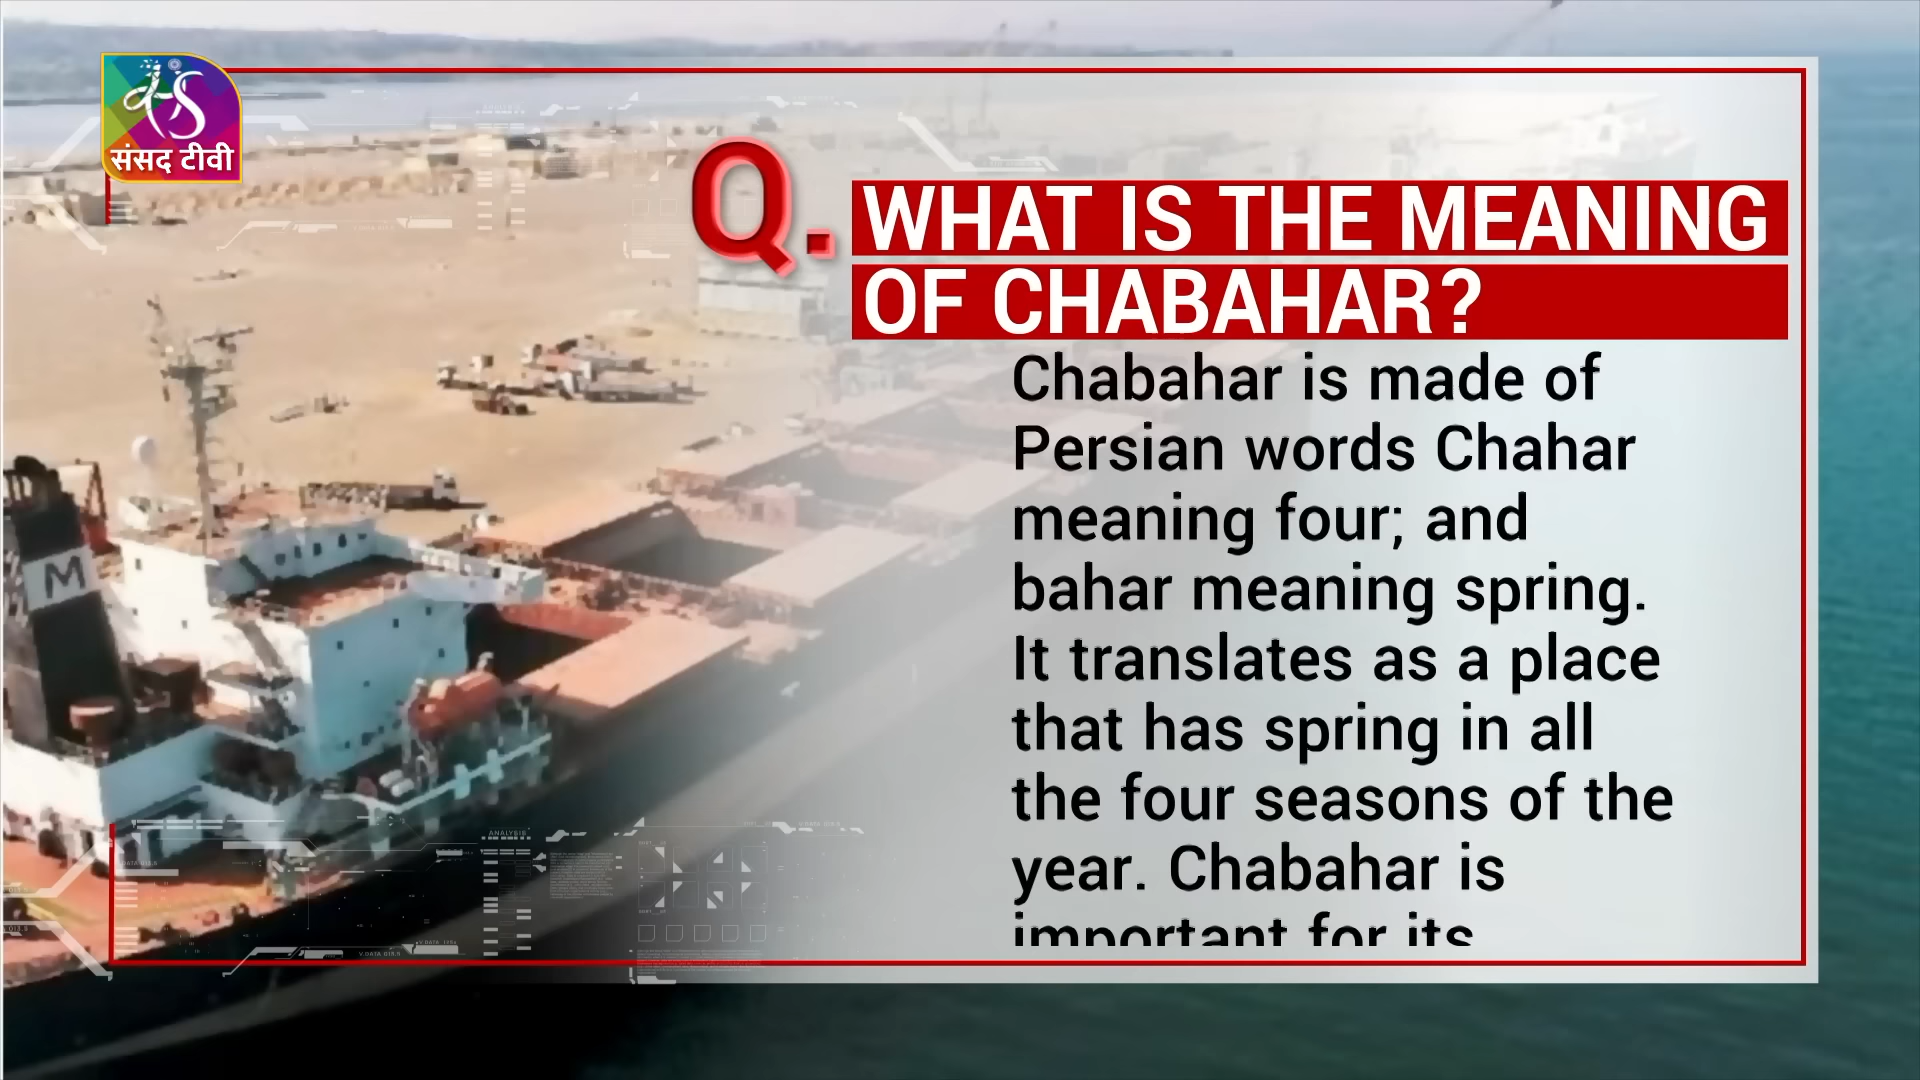 संसद टीवी
Q. WHAT IS THE MEANING
OF CHABAHAR?
Chabahar is made of
Persian words Chahar
meaning four; and
bahar meaning spring.
It translates as a place
that has spring in all
the four seasons of the
year. Chabahar is
important for its
M
ANALYSIS